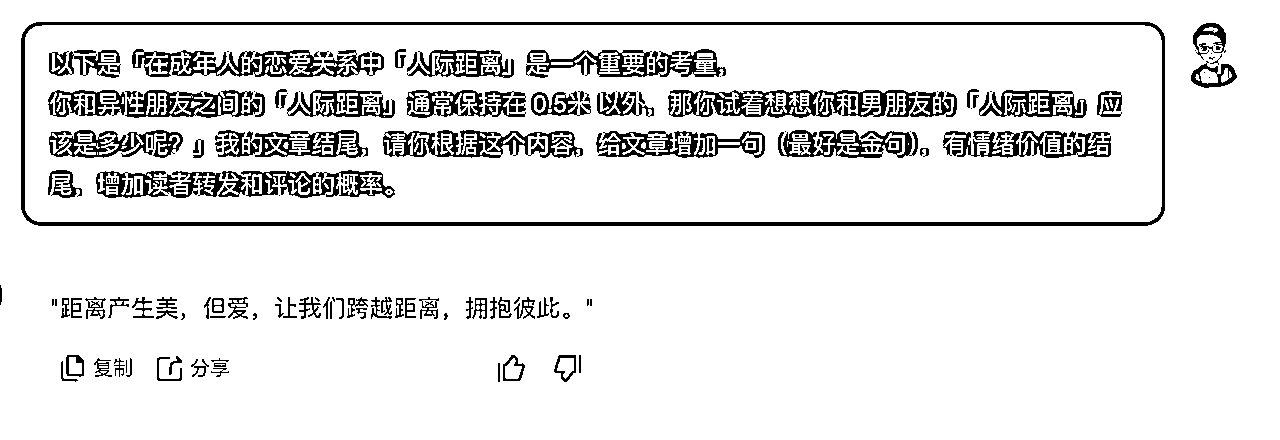 以下是「在成年人的恋爱关系中「人际距离」是一个重要的考量，
你和异性朋友之间的「人际距离」通常保持在 0.5米 以外，那你试着想想你和男朋友的「人际距离」应
该是多少呢？」我的文章结尾，请你根据这个内容，给文章增加一句（最好是金句），有情绪价值的结
尾，增加读者转发和评论的概率。
"距离产生美，但爱，让我们跨越距离，拥抱彼此。"
复制 分享